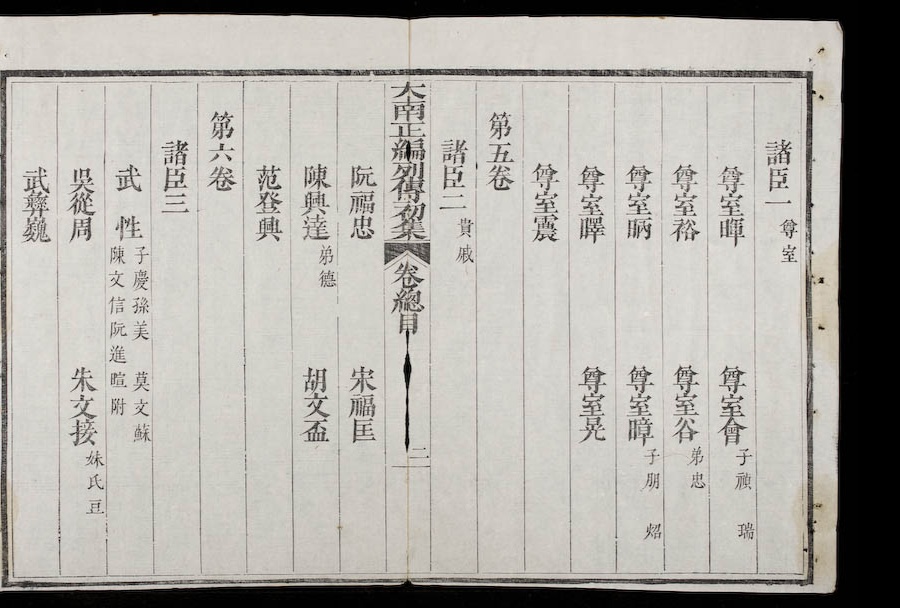 諸臣一 尊室
尊室暉 尊室會 子禎 瑞
尊室裕 尊室谷 弟忠
尊室昞 尊室暲 子朋 炤
尊室曎 尊室晃
尊室震
第五卷
諸臣二 貴戚
大南正編列傳初集 卷總目 二
阮福忠 宋福匡
陳興達 弟德 胡文盃
范登興
第六卷
諸臣三
武性 子慶孫美 莫文蘇 陳文信阮進暄附
吳從周 朱文接 妹氏豆
武彝巍